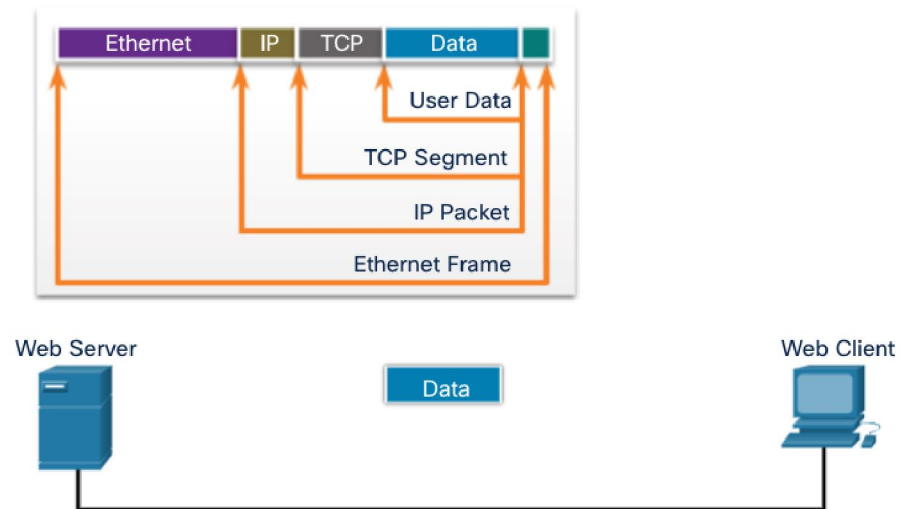 Ethernet IP TCP Data
User Data
TCP Segment
IP Packet
Ethernet Frame
Web Server
Web Client
Data